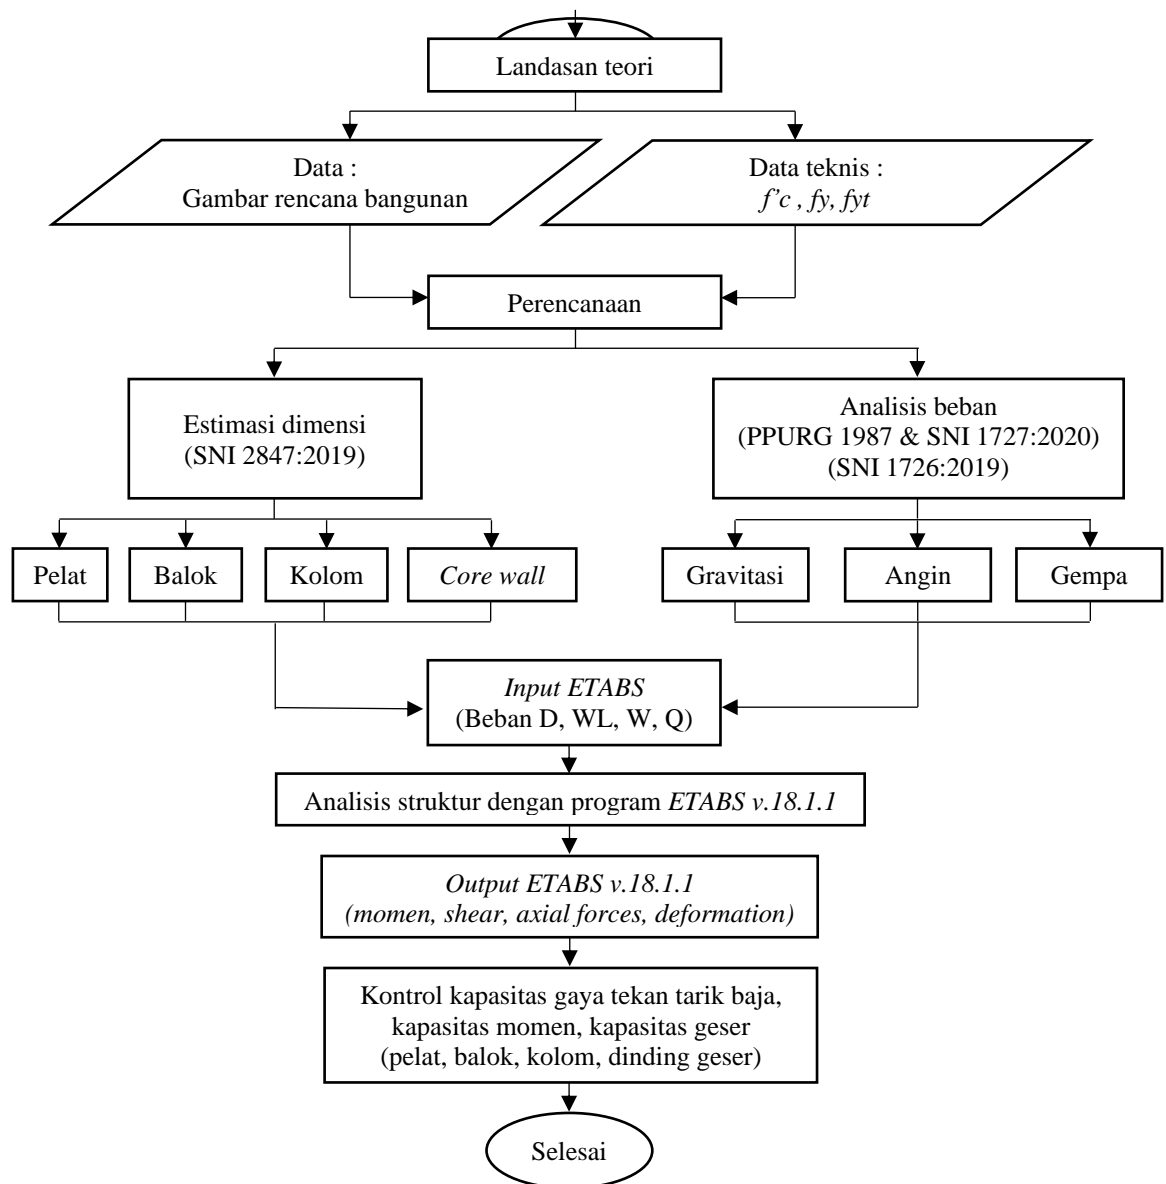 Landasan teori
Data :
Gambar rencana bangunan
Data teknis :
f'c , fy, fyt
Perencanaan
Estimasi dimensi
(SNI 2847:2019)
Analisis beban
(PPURG 1987 & SNI 1727:2020)
(SNI 1726:2019)
Pelat
Balok
Kolom
Core wall
Gravitasi
Angin
Gempa
Input ETABS
(Beban D, WL, W, Q)
Analisis struktur dengan program ETABS v.18.1.1
Output ETABS v.18.1.1
(momen, shear, axial forces, deformation)
Kontrol kapasitas gaya tekan tarik baja,
kapasitas momen, kapasitas geser
(pelat, balok, kolom, dinding geser)
Selesai